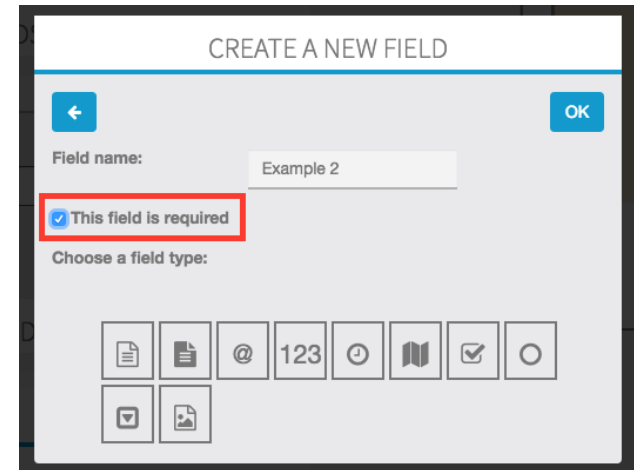 CREATE A NEW FIELD
OK
Field name:
Example 2
This field is required
Choose a field type:
@
123